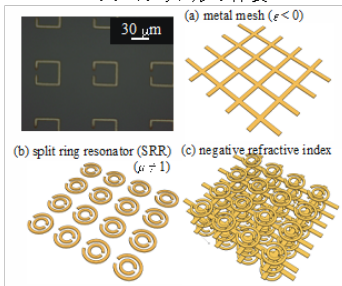 30 μm
(a) metal mesh (ε < 0)
(b) split ring resonator (SRR)
(μ ≠ 1)
(c) negative refractive index